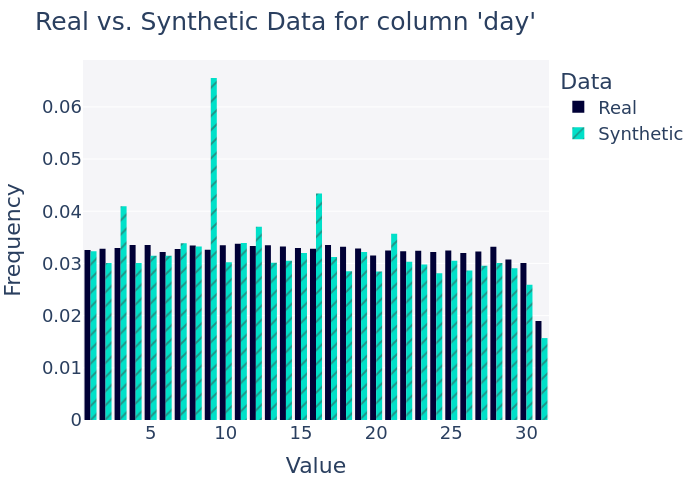 Real vs. Synthetic Data for column 'day'
Data
Real
Synthetic
Frequency
0.06
0.05
0.04
0.03
0.02
0.01
0
5 10 15 20 25 30
Value